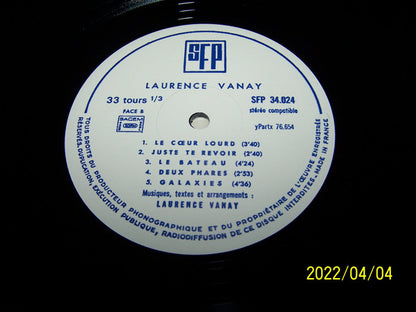 SFP
LAURENCE VANAY
33 tours 1/3
SFP 34.024
FACE B
stéréo compatible
SACEM
yPartx 76.654
1. LE CŒUR LOURD (3'40)
2. JUSTE TE REVOIR (2'40)
3. LE BATEAU (4'24)
4. DEUX PHARES (2'53)
5. GALAXIES (4'36)
Musiques, textes et arrangements :
LAURENCE VANAY
TOUS DROITS DU PRODUCTEUR PHONOGRAPHIQUE ET DU PROPRIÉTAIRE DE L'ŒUVRE ENREGISTRÉE
RÉSERVÉS. DUPLICATION, EXÉCUTION PUBLIQUE, RADIODIFFUSION DE CE DISQUE INTERDITES. MADE IN FRANCE
2022/04/04